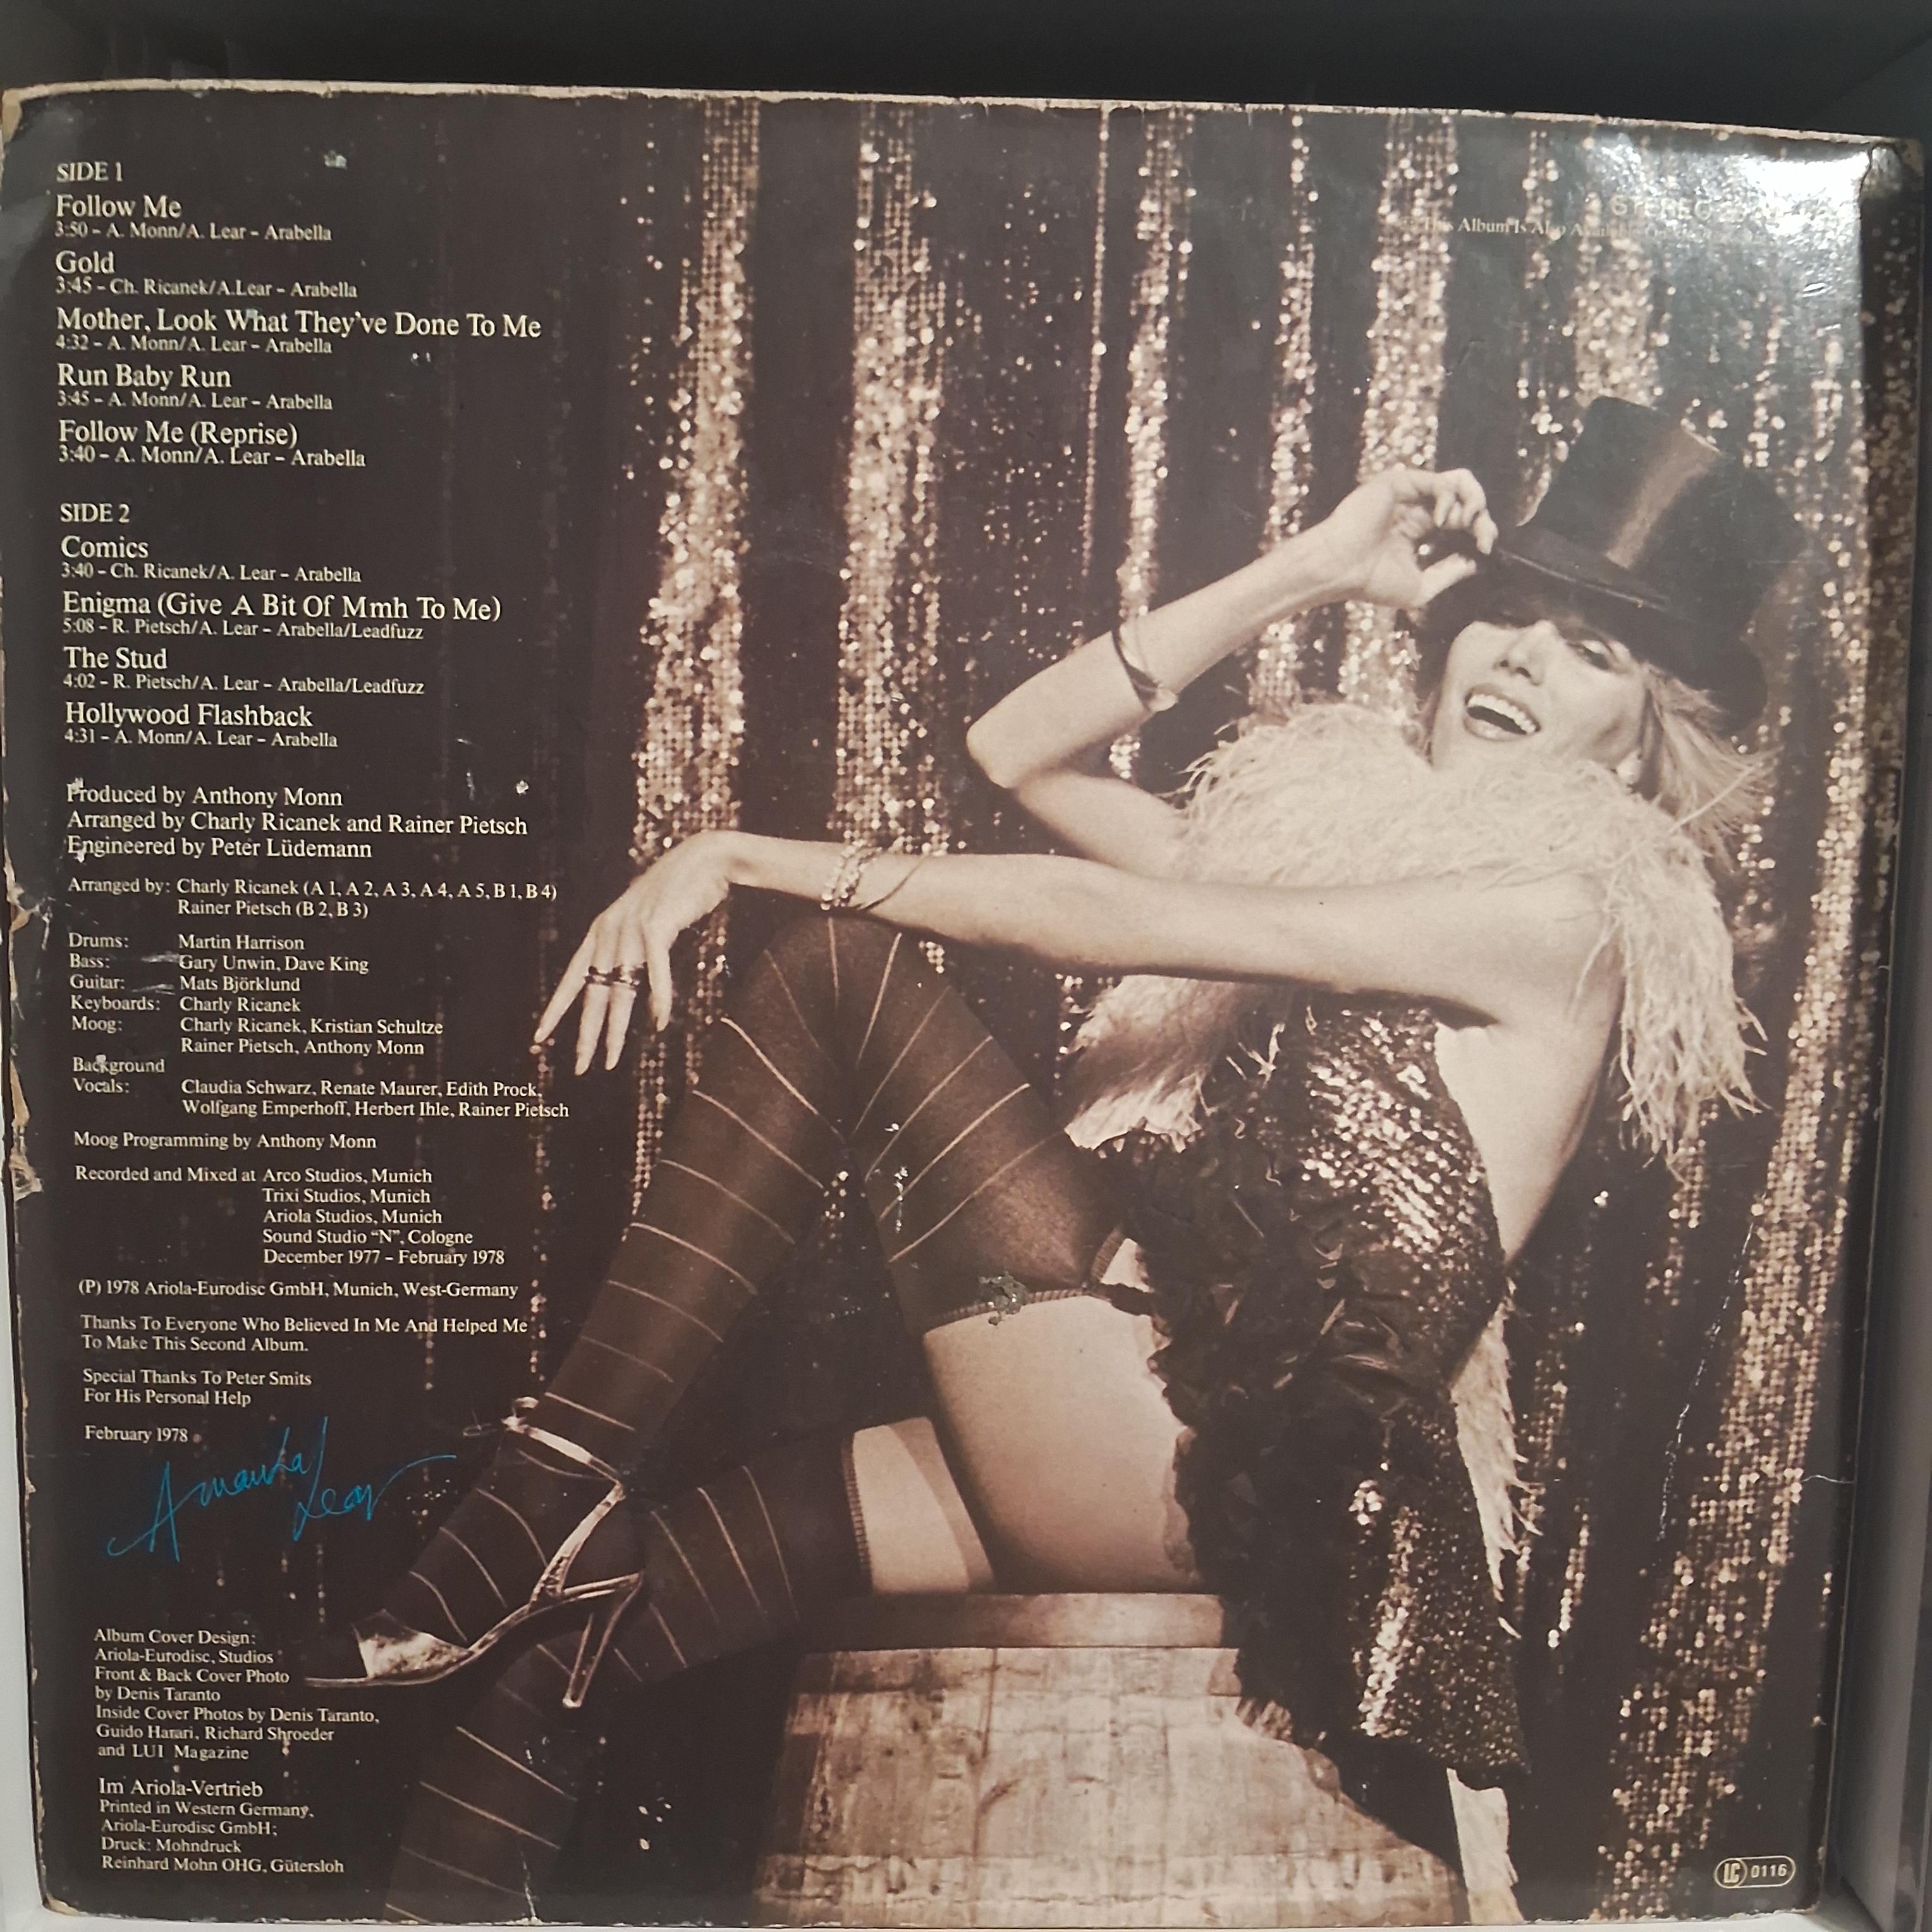 SIDE 1
Follow Me
3:50 – A. Monn/A. Lear – Arabella
Gold
3:45 – Ch. Ricanek/A.Lear – Arabella
Mother, Look What They've Done To Me
4:32 – A. Monn/A. Lear – Arabella
Run Baby Run
3:45 – A. Monn/A. Lear – Arabella
Follow Me (Reprise)
3:40 – A. Monn/A. Lear – Arabella
SIDE 2
Comics
3:40 – Ch. Ricanek/A. Lear – Arabella
Enigma (Give A Bit Of Mmh To Me)
5:08 – R. Pietsch/A. Lear – Arabella/Leadfuzz
The Stud
4:02 – R. Pietsch/A. Lear – Arabella/Leadfuzz
Hollywood Flashback
4:31 – A. Monn/A. Lear – Arabella
Produced by Anthony Monn
Arranged by Charly Ricanek and Rainer Pietsch
Engineered by Peter Lüdemann
Arranged by: Charly Ricanek (A 1, A 2, A 3, A 4, A 5, B 1, B 4)
Rainer Pietsch (B 2, B 3)
Drums: Martin Harrison
Bass: Gary Unwin, Dave King
Guitar: Mats Björklund
Keyboards: Charly Ricanek
Moog: Charly Ricanek, Kristian Schultze
Rainer Pietsch, Anthony Monn
Background
Vocals: Claudia Schwarz, Renate Maurer, Edith Prock,
Wolfgang Emperhoff, Herbert Ihle, Rainer Pietsch
Moog Programming by Anthony Monn
Recorded and Mixed at Arco Studios, Munich
Trixi Studios, Munich
Ariola Studios, Munich
Sound Studio "N", Cologne
December 1977 – February 1978
(P) 1978 Ariola-Eurodisc GmbH, Munich, West-Germany
Thanks To Everyone Who Believed In Me And Helped Me
To Make This Second Album.
Special Thanks To Peter Smits
For His Personal Help
February 1978
Amanda Lear
Album Cover Design:
Ariola-Eurodisc, Studios
Front & Back Cover Photo
by Denis Taranto
Inside Cover Photos by Denis Taranto,
Guido Harari, Richard Shroeder
and LUI Magazine
Im Ariola-Vertrieb
Printed in Western Germany,
Ariola-Eurodisc GmbH;
Druck: Mohndruck
Reinhard Mohn OHG, Gütersloh
STEREO
This Album Is Also
LC 0116